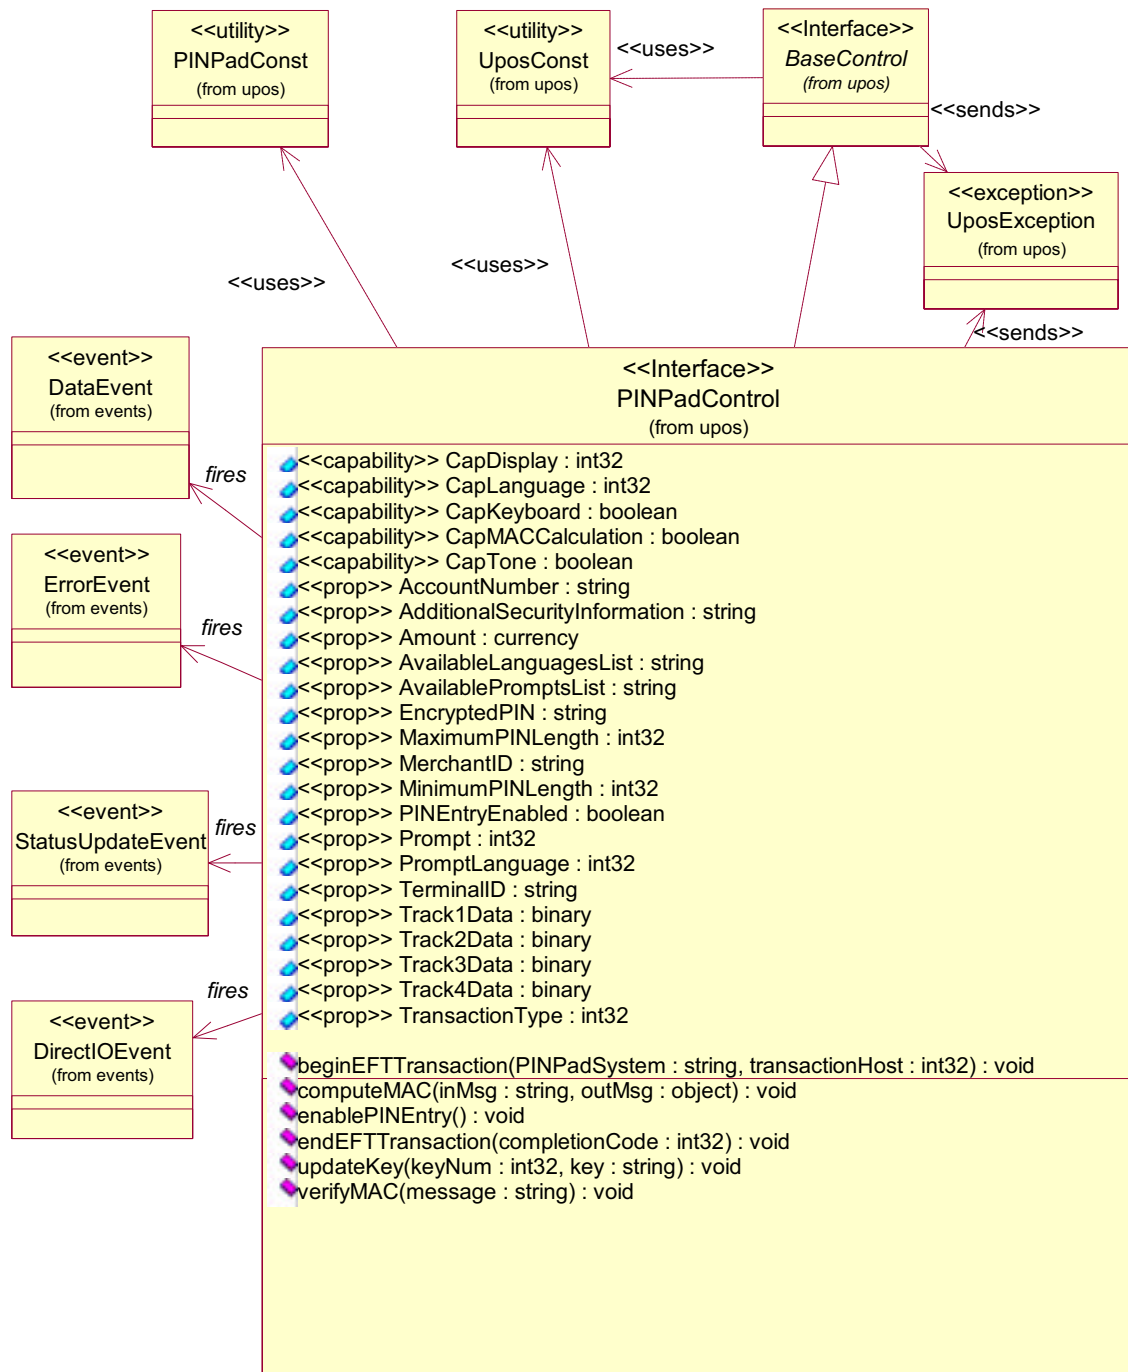 <<utility>>
PINPadConst
(from upos)
<<utility>>
UposConst
(from upos)
<<uses>>
<<Interface>>
BaseControl
(from upos)
<<sends>>
<<exception>>
UposException
(from upos)
<<uses>>
<<uses>>
<<sends>>
<<event>>
DataEvent
(from events)
fires
<<event>>
ErrorEvent
(from events)
fires
<<event>>
StatusUpdateEvent
(from events)
fires
<<event>>
DirectIOEvent
(from events)
fires
<<Interface>>
PINPadControl
(from upos)
<<capability>> CapDisplay : int32
<<capability>> CapLanguage : int32
<<capability>> CapKeyboard : boolean
<<capability>> CapMACCalculation : boolean
<<capability>> CapTone : boolean
<<prop>> AccountNumber : string
<<prop>> AdditionalSecurityInformation : string
<<prop>> Amount : currency
<<prop>> AvailableLanguagesList : string
<<prop>> AvailablePromptsList : string
<<prop>> EncryptedPIN : string
<<prop>> MaximumPINLength : int32
<<prop>> MerchantID : string
<<prop>> MinimumPINLength : int32
<<prop>> PINEntryEnabled : boolean
<<prop>> Prompt : int32
<<prop>> PromptLanguage : int32
<<prop>> TerminalID : string
<<prop>> Track1Data : binary
<<prop>> Track2Data : binary
<<prop>> Track3Data : binary
<<prop>> Track4Data : binary
<<prop>> TransactionType : int32
beginEFTTransaction(PINPadSystem : string, transactionHost : int32) : void
computeMAC(inMsg : string, outMsg : object) : void
enablePINEntry() : void
endEFTTransaction(completionCode : int32) : void
updateKey(keyNum : int32, key : string) : void
verifyMAC(message : string) : void